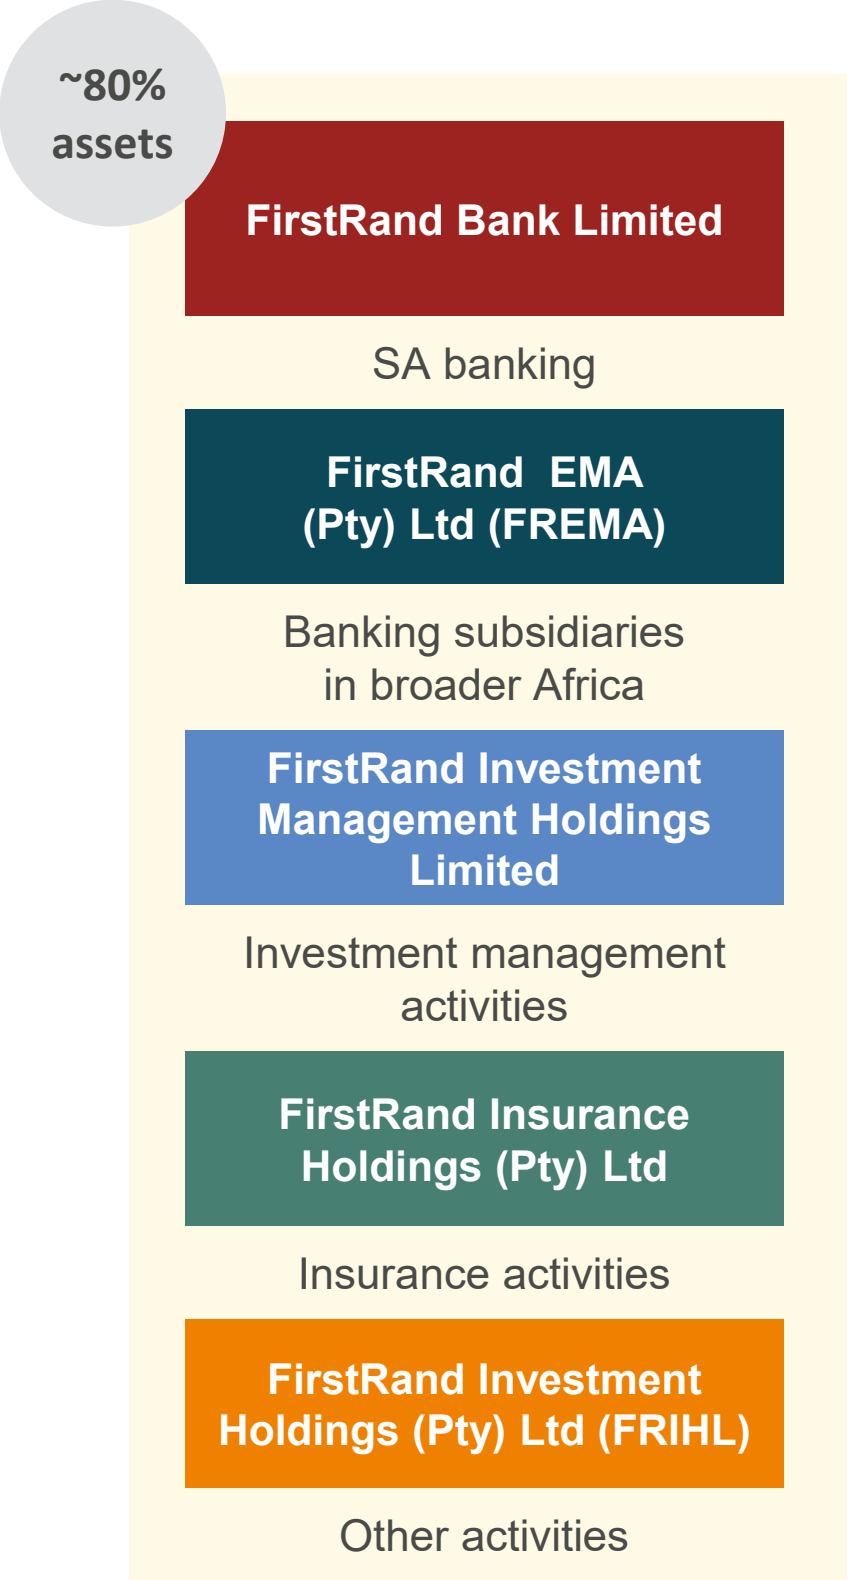 ~80%
assets
FirstRand Bank Limited
SA banking
FirstRand EMA
(Pty) Ltd (FREMA)
Banking subsidiaries
in broader Africa
FirstRand Investment
Management Holdings
Limited
Investment management
activities
FirstRand Insurance
Holdings (Pty) Ltd
Insurance activities
FirstRand Investment
Holdings (Pty) Ltd (FRIHL)
Other activities